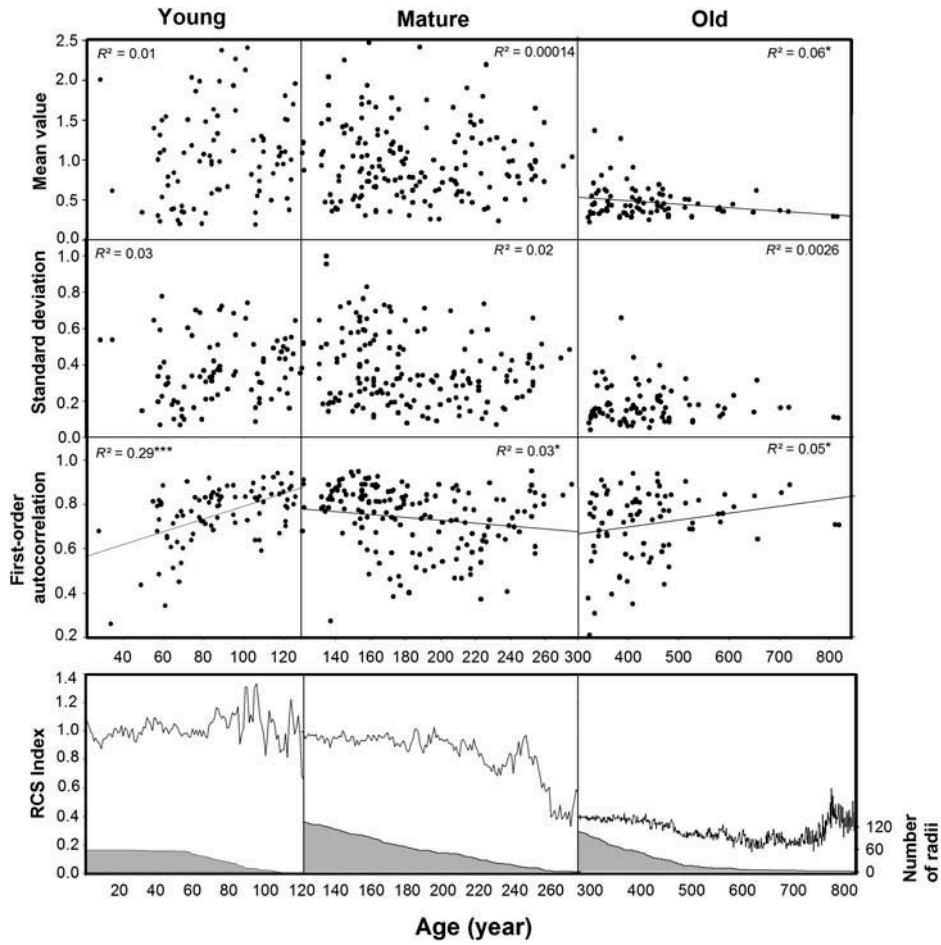 Young Mature Old
Mean value
2.5
2.0
1.5
1.0
0.5
0.0
R² = 0.01
R² = 0.00014
R² = 0.06*
Standard deviation
1.0
0.8
0.6
0.4
0.2
0.0
R² = 0.03
R² = 0.02
R² = 0.0026
First-order
autocorrelation
1.0
0.8
0.6
0.4
0.2
R² = 0.29***
R² = 0.03*
R² = 0.05*
40 60 80 100 120 140 160 180 200 220 240 260 300 400 500 600 700 800
RCS Index
1.4
1.2
1.0
0.8
0.6
0.4
0.2
0.0
120
60
0
Number
of radii
20 40 60 80 100 120 140 160 180 200 220 240 260 300 400 500 600 700 800
Age (year)